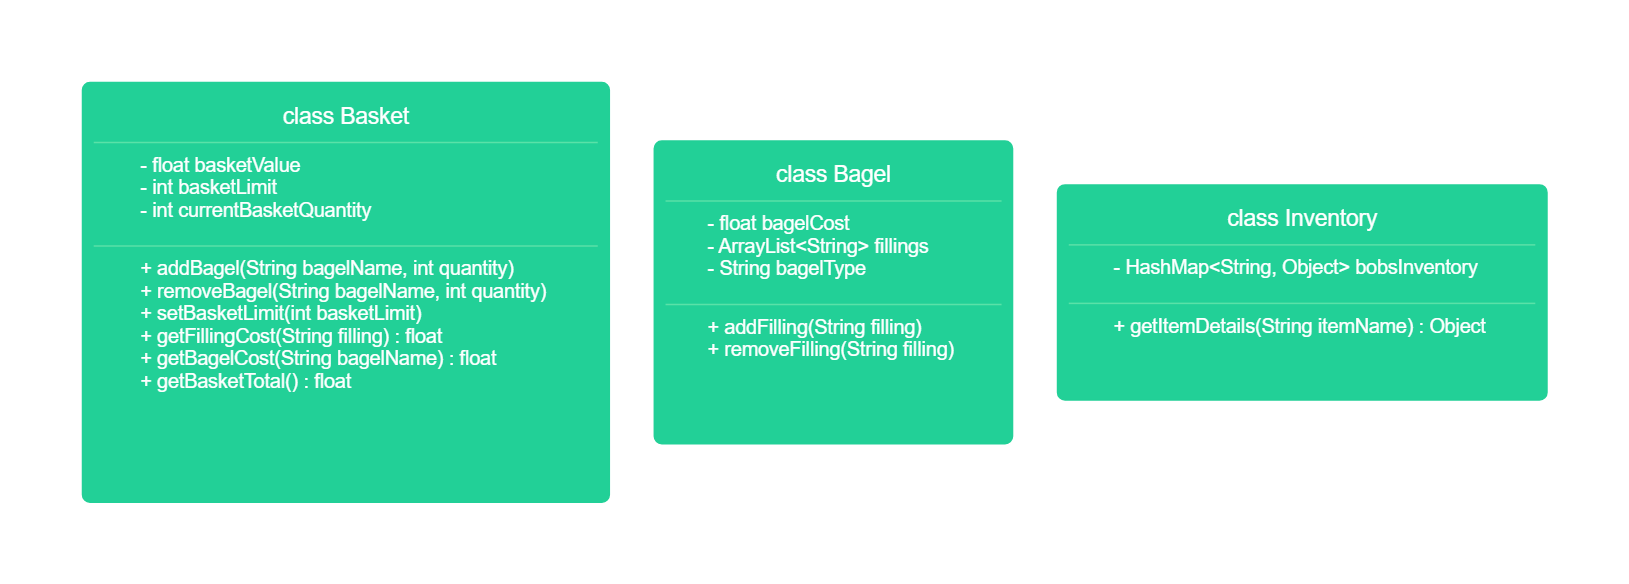 class Basket
- float basketValue
- int basketLimit
- int currentBasketQuantity
+ addBagel(String bagelName, int quantity)
+ removeBagel(String bagelName, int quantity)
+ setBasketLimit(int basketLimit)
+ getFillingCost(String filling) : float
+ getBagelCost(String bagelName) : float
+ getBasketTotal() : float
class Bagel
- float bagelCost
- ArrayList<String> fillings
- String bagelType
+ addFilling(String filling)
+ removeFilling(String filling)
class Inventory
- HashMap<String, Object> bobsInventory
+ getItemDetails(String itemName) : Object